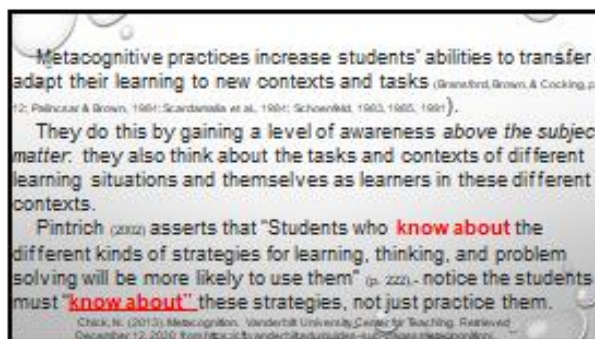 Metacognitive practices increase students' abilities to transfer
adapt their learning to new contexts and tasks (Bransford, Brown, & Cocking, p.
12; Palincsar & Brown, 1984; Scardamalia et al., 1984; Schoenfeld, 1983, 1985, 1991).
They do this by gaining a level of awareness above the subjec
matter: they also think about the tasks and contexts of different
learning situations and themselves as learners in these different
contexts.
Pintrich (2002) asserts that "Students who know about the
different kinds of strategies for learning, thinking, and problem
solving will be more likely to use them" (p. 222).- notice the students
must "know about" these strategies, not just practice them.
Chick, N. (2013). Metacognition. Vanderbilt University Center for Teaching. Retrieved
December 12, 2020 from